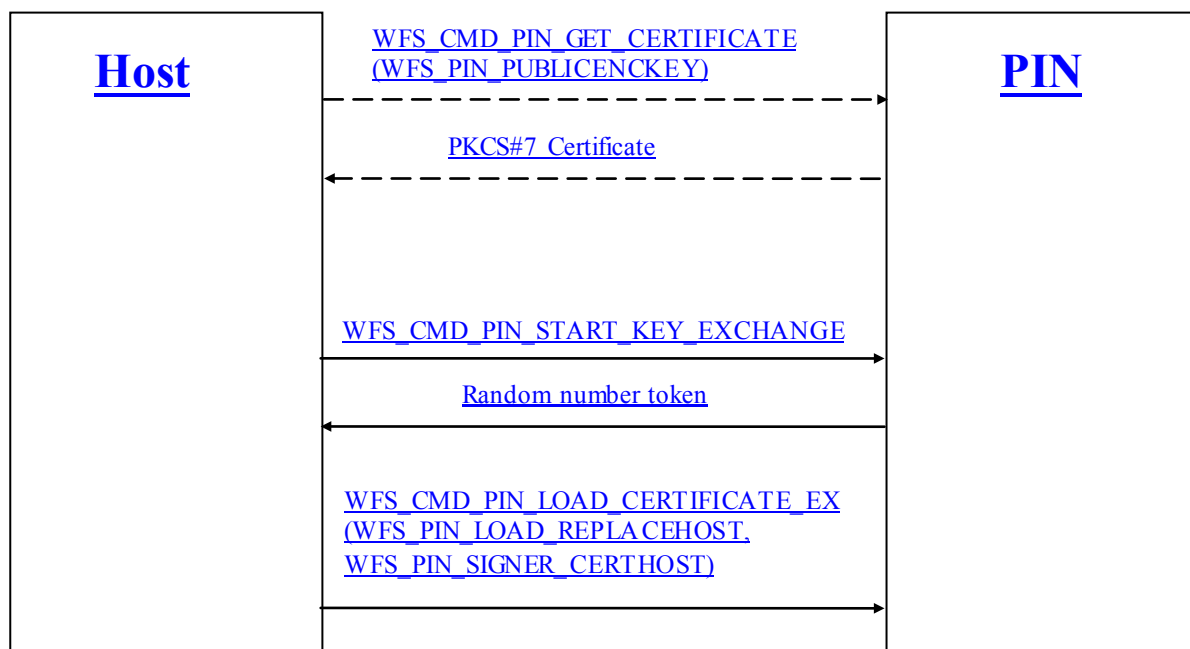 Host
PIN
WFS_CMD_PIN_GET_CERTIFICATE
(WFS_PIN_PUBLICENCKEY)
PKCS#7 Certificate
WFS_CMD_PIN_START_KEY_EXCHANGE
Random number token
WFS_CMD_PIN_LOAD_CERTIFICATE_EX
(WFS_PIN_LOAD_REPLACEHOST,
WFS_PIN_SIGNER_CERTHOST)